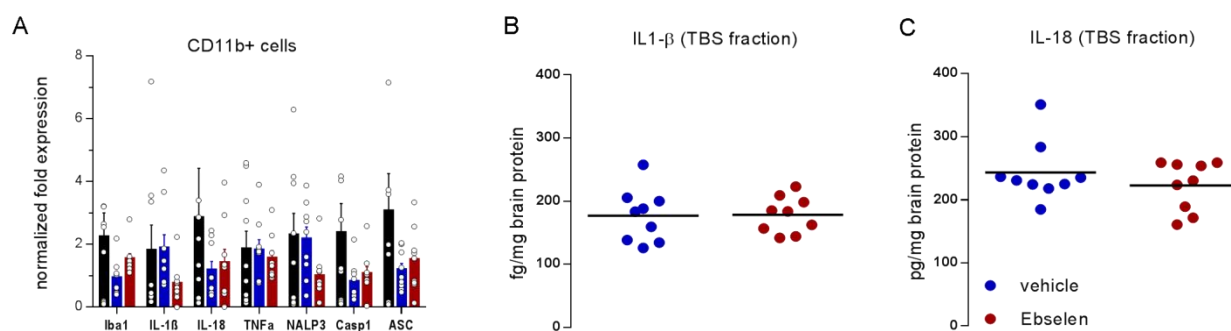 A
CD11b+ cells
normalized fold expression
8
6
4
2
0
Iba1 IL-1ß IL-18 TNFa NALP3 Casp1 ASC
B
IL1-β (TBS fraction)
fg/mg brain protein
400
300
200
100
0
C
IL-18 (TBS fraction)
pg/mg brain protein
400
300
200
100
0
vehicle
Ebselen